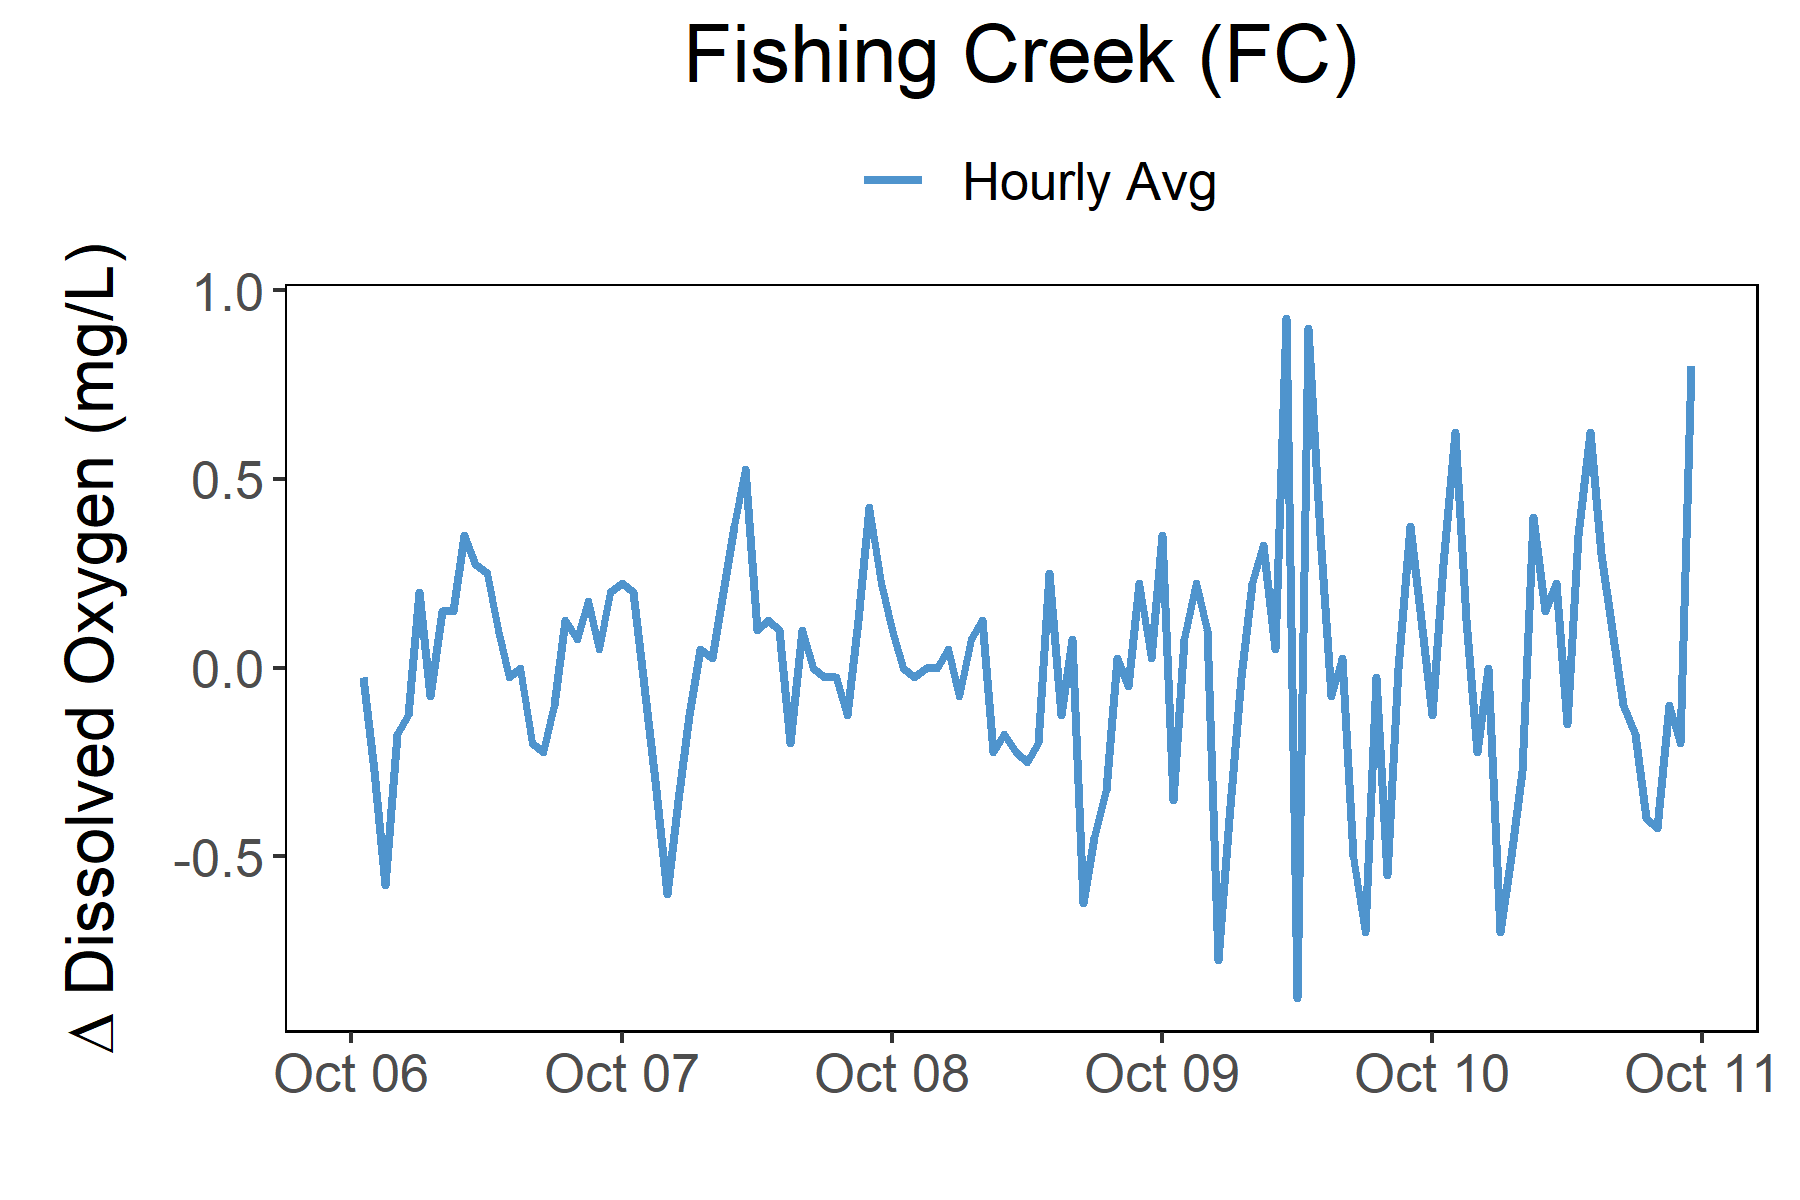 Fishing Creek (FC)
Hourly Avg
Δ Dissolved Oxygen (mg/L)
1.0
0.5
0.0
-0.5
Oct 06
Oct 07
Oct 08
Oct 09
Oct 10
Oct 11